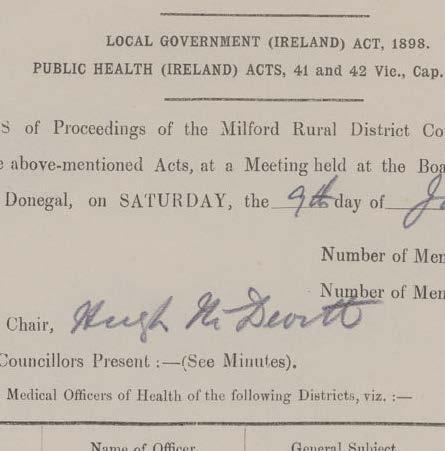 LOCAL GOVERNMENT (IRELAND) ACT, 1898.
PUBLIC HEALTH (IRELAND) ACTS, 41 and 42 Vic., Cap.
S of Proceedings of the Milford Rural District Co
e above-mentioned Acts, at a Meeting held at the Boa
Donegal, on SATURDAY, the 9th day of J
Number of Mem
Number of Mem
Chair, Hugh McDevitt
Councillors Present :—(See Minutes).
Medical Officers of Health of the following Districts, viz. :—
Name of Officer. General Subject